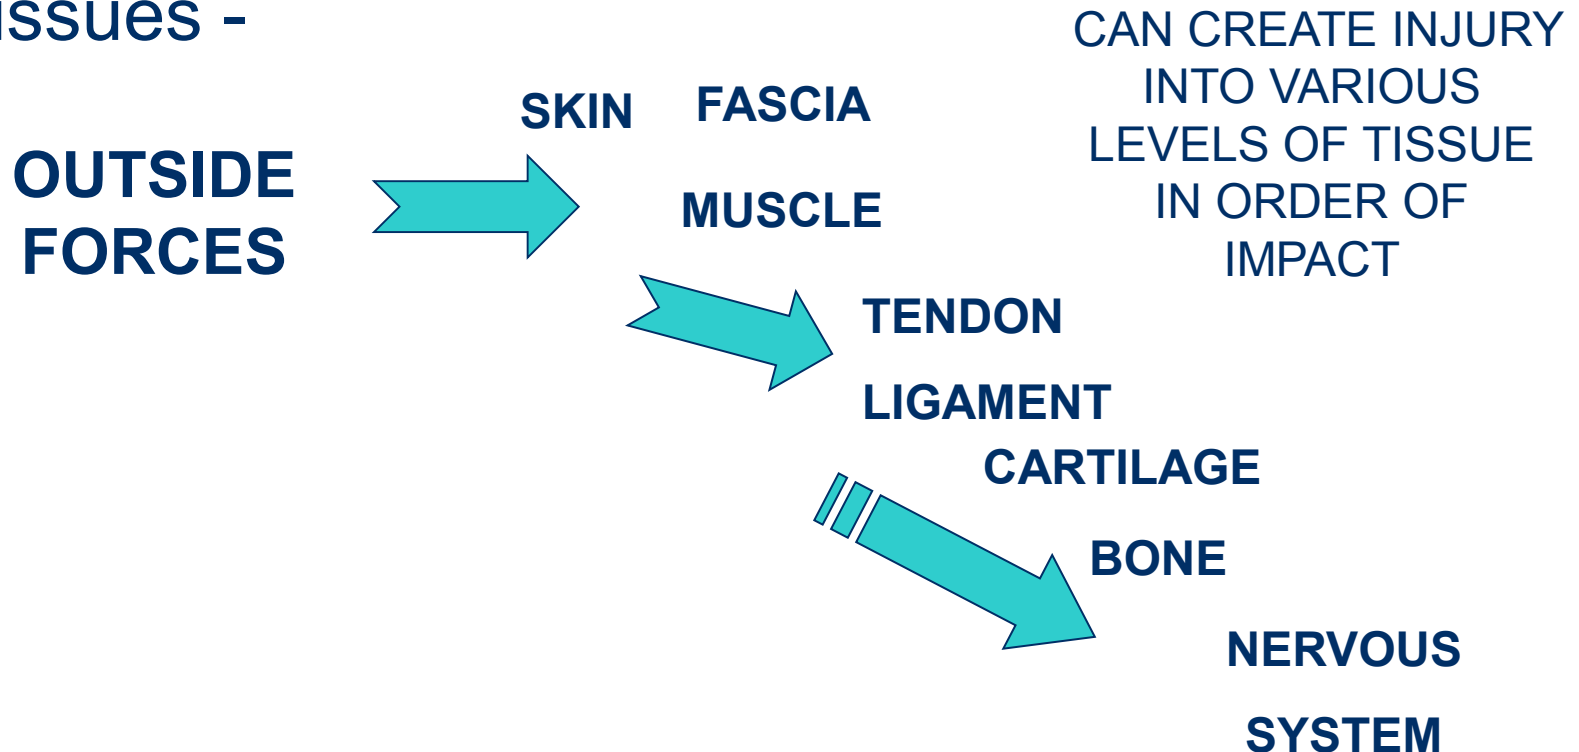 issues -
OUTSIDE
FORCES
SKIN
FASCIA
MUSCLE
TENDON
LIGAMENT
CARTILAGE
BONE
NERVOUS
SYSTEM
CAN CREATE INJURY
INTO VARIOUS
LEVELS OF TISSUE
IN ORDER OF
IMPACT